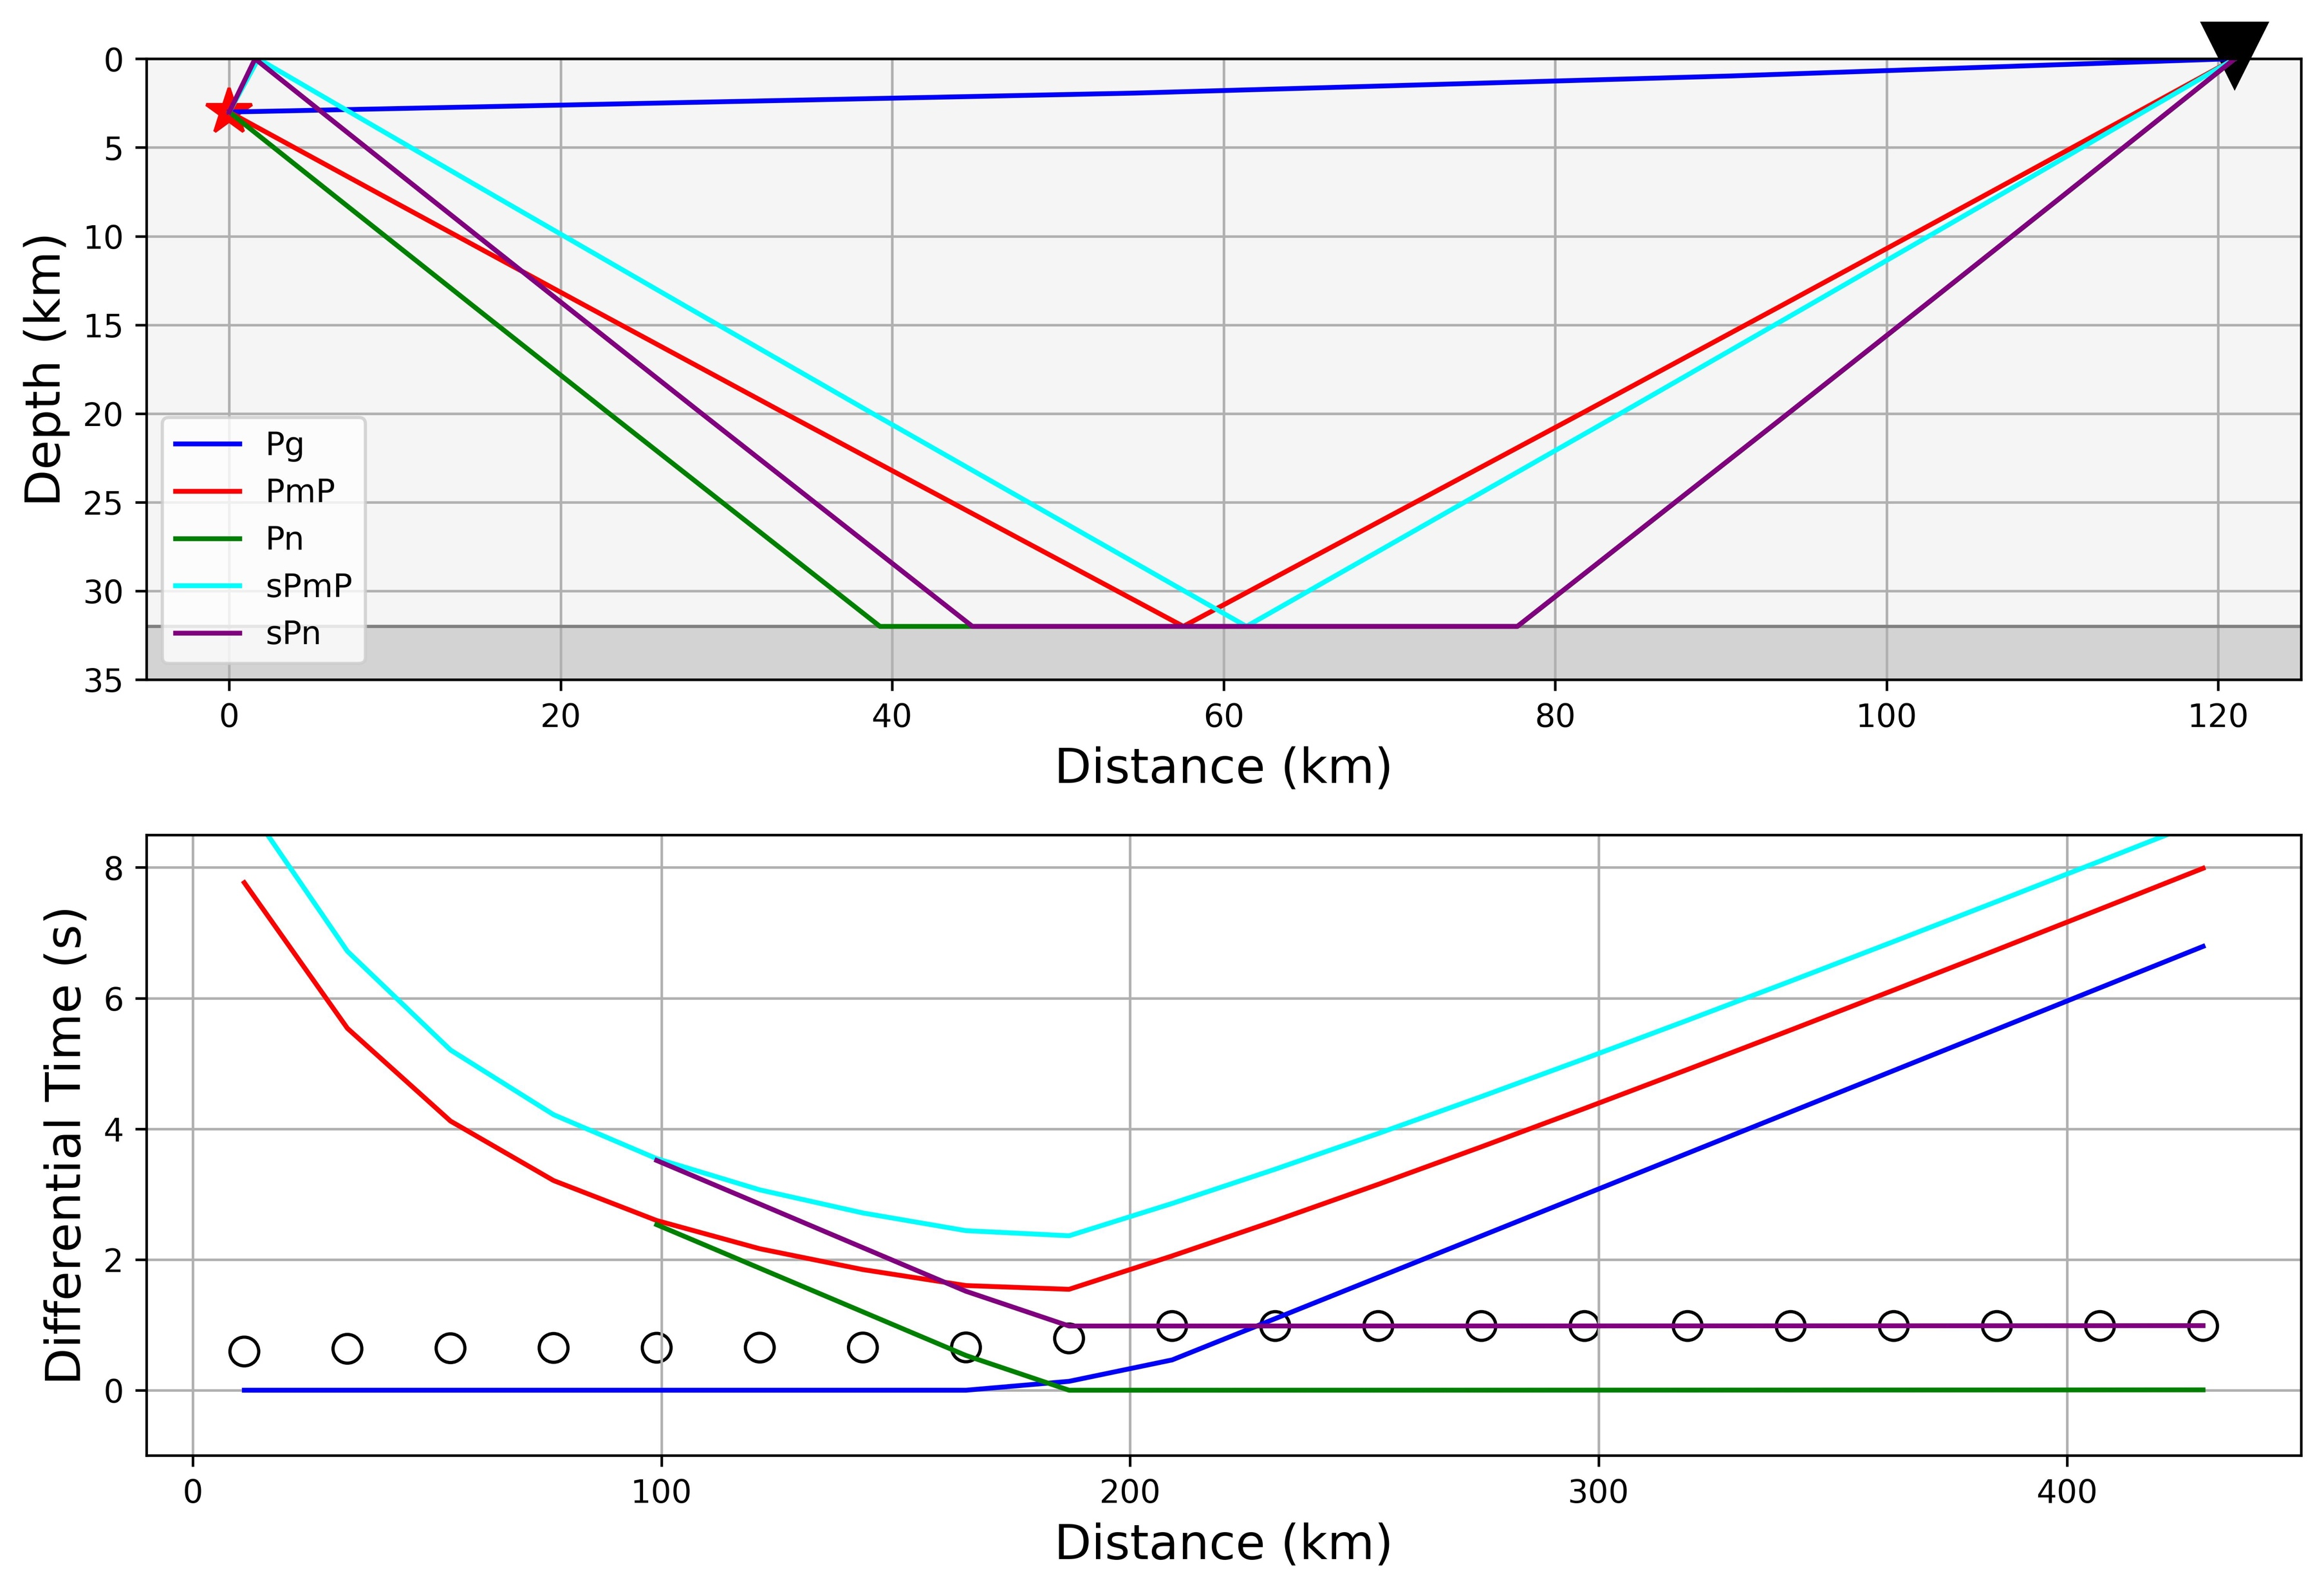 0
5
10
15
20
25
30
35
Depth (km)
Pg
PmP
Pn
sPmP
sPn
0 20 40 60 80 100 120
Distance (km)
8
6
4
2
0
Differential Time (s)
0 100 200 300 400
Distance (km)